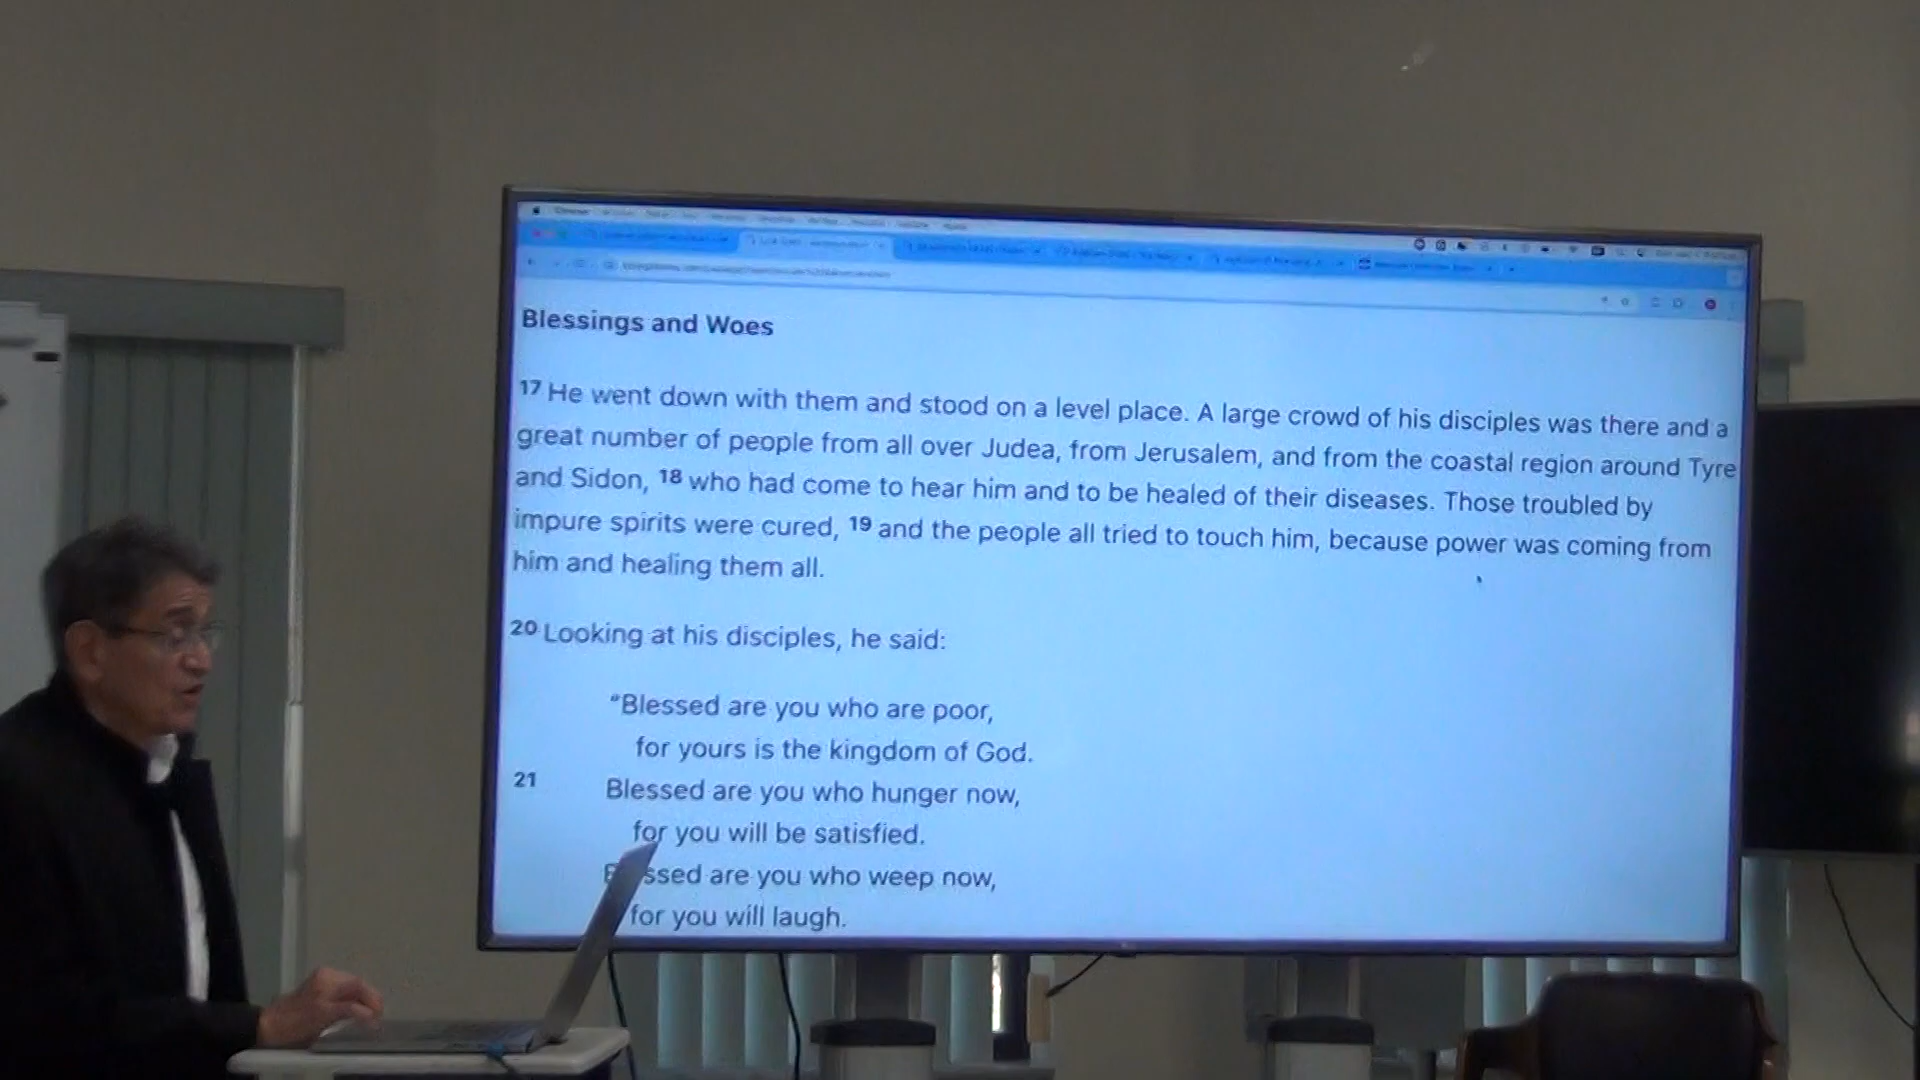 Blessings and Woes
17 He went down with them and stood on a level place. A large crowd of his disciples was there and a
great number of people from all over Judea, from Jerusalem, and from the coastal region around Tyre
and Sidon, 18 who had come to hear him and to be healed of their diseases. Those troubled by
impure spirits were cured, 19 and the people all tried to touch him, because power was coming from
him and healing them all.
20 Looking at his disciples, he said:
“Blessed are you who are poor,
for yours is the kingdom of God.
21 Blessed are you who hunger now,
for you will be satisfied.
B ssed are you who weep now,
for you will laugh.